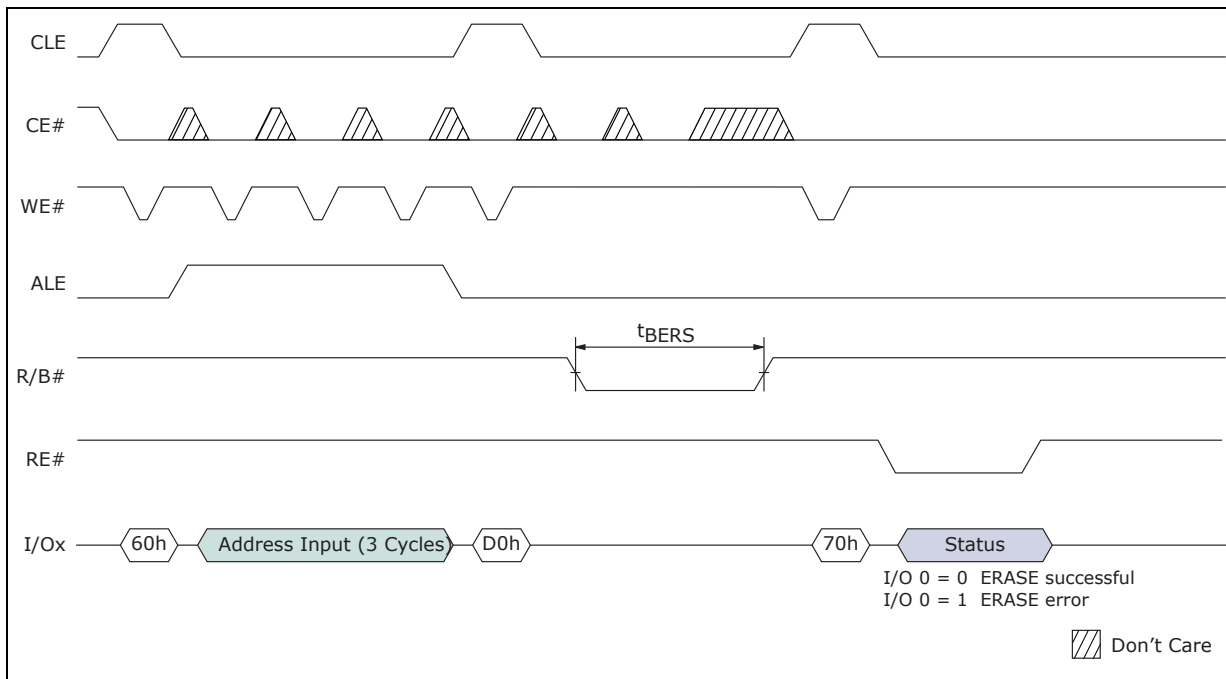 CLE
CE#
WE#
ALE
tBERS
R/B#
RE#
I/Ox
60h
Address Input (3 Cycles)
D0h
70h
Status
I/O 0 = 0 ERASE successful
I/O 0 = 1 ERASE error
Don't Care